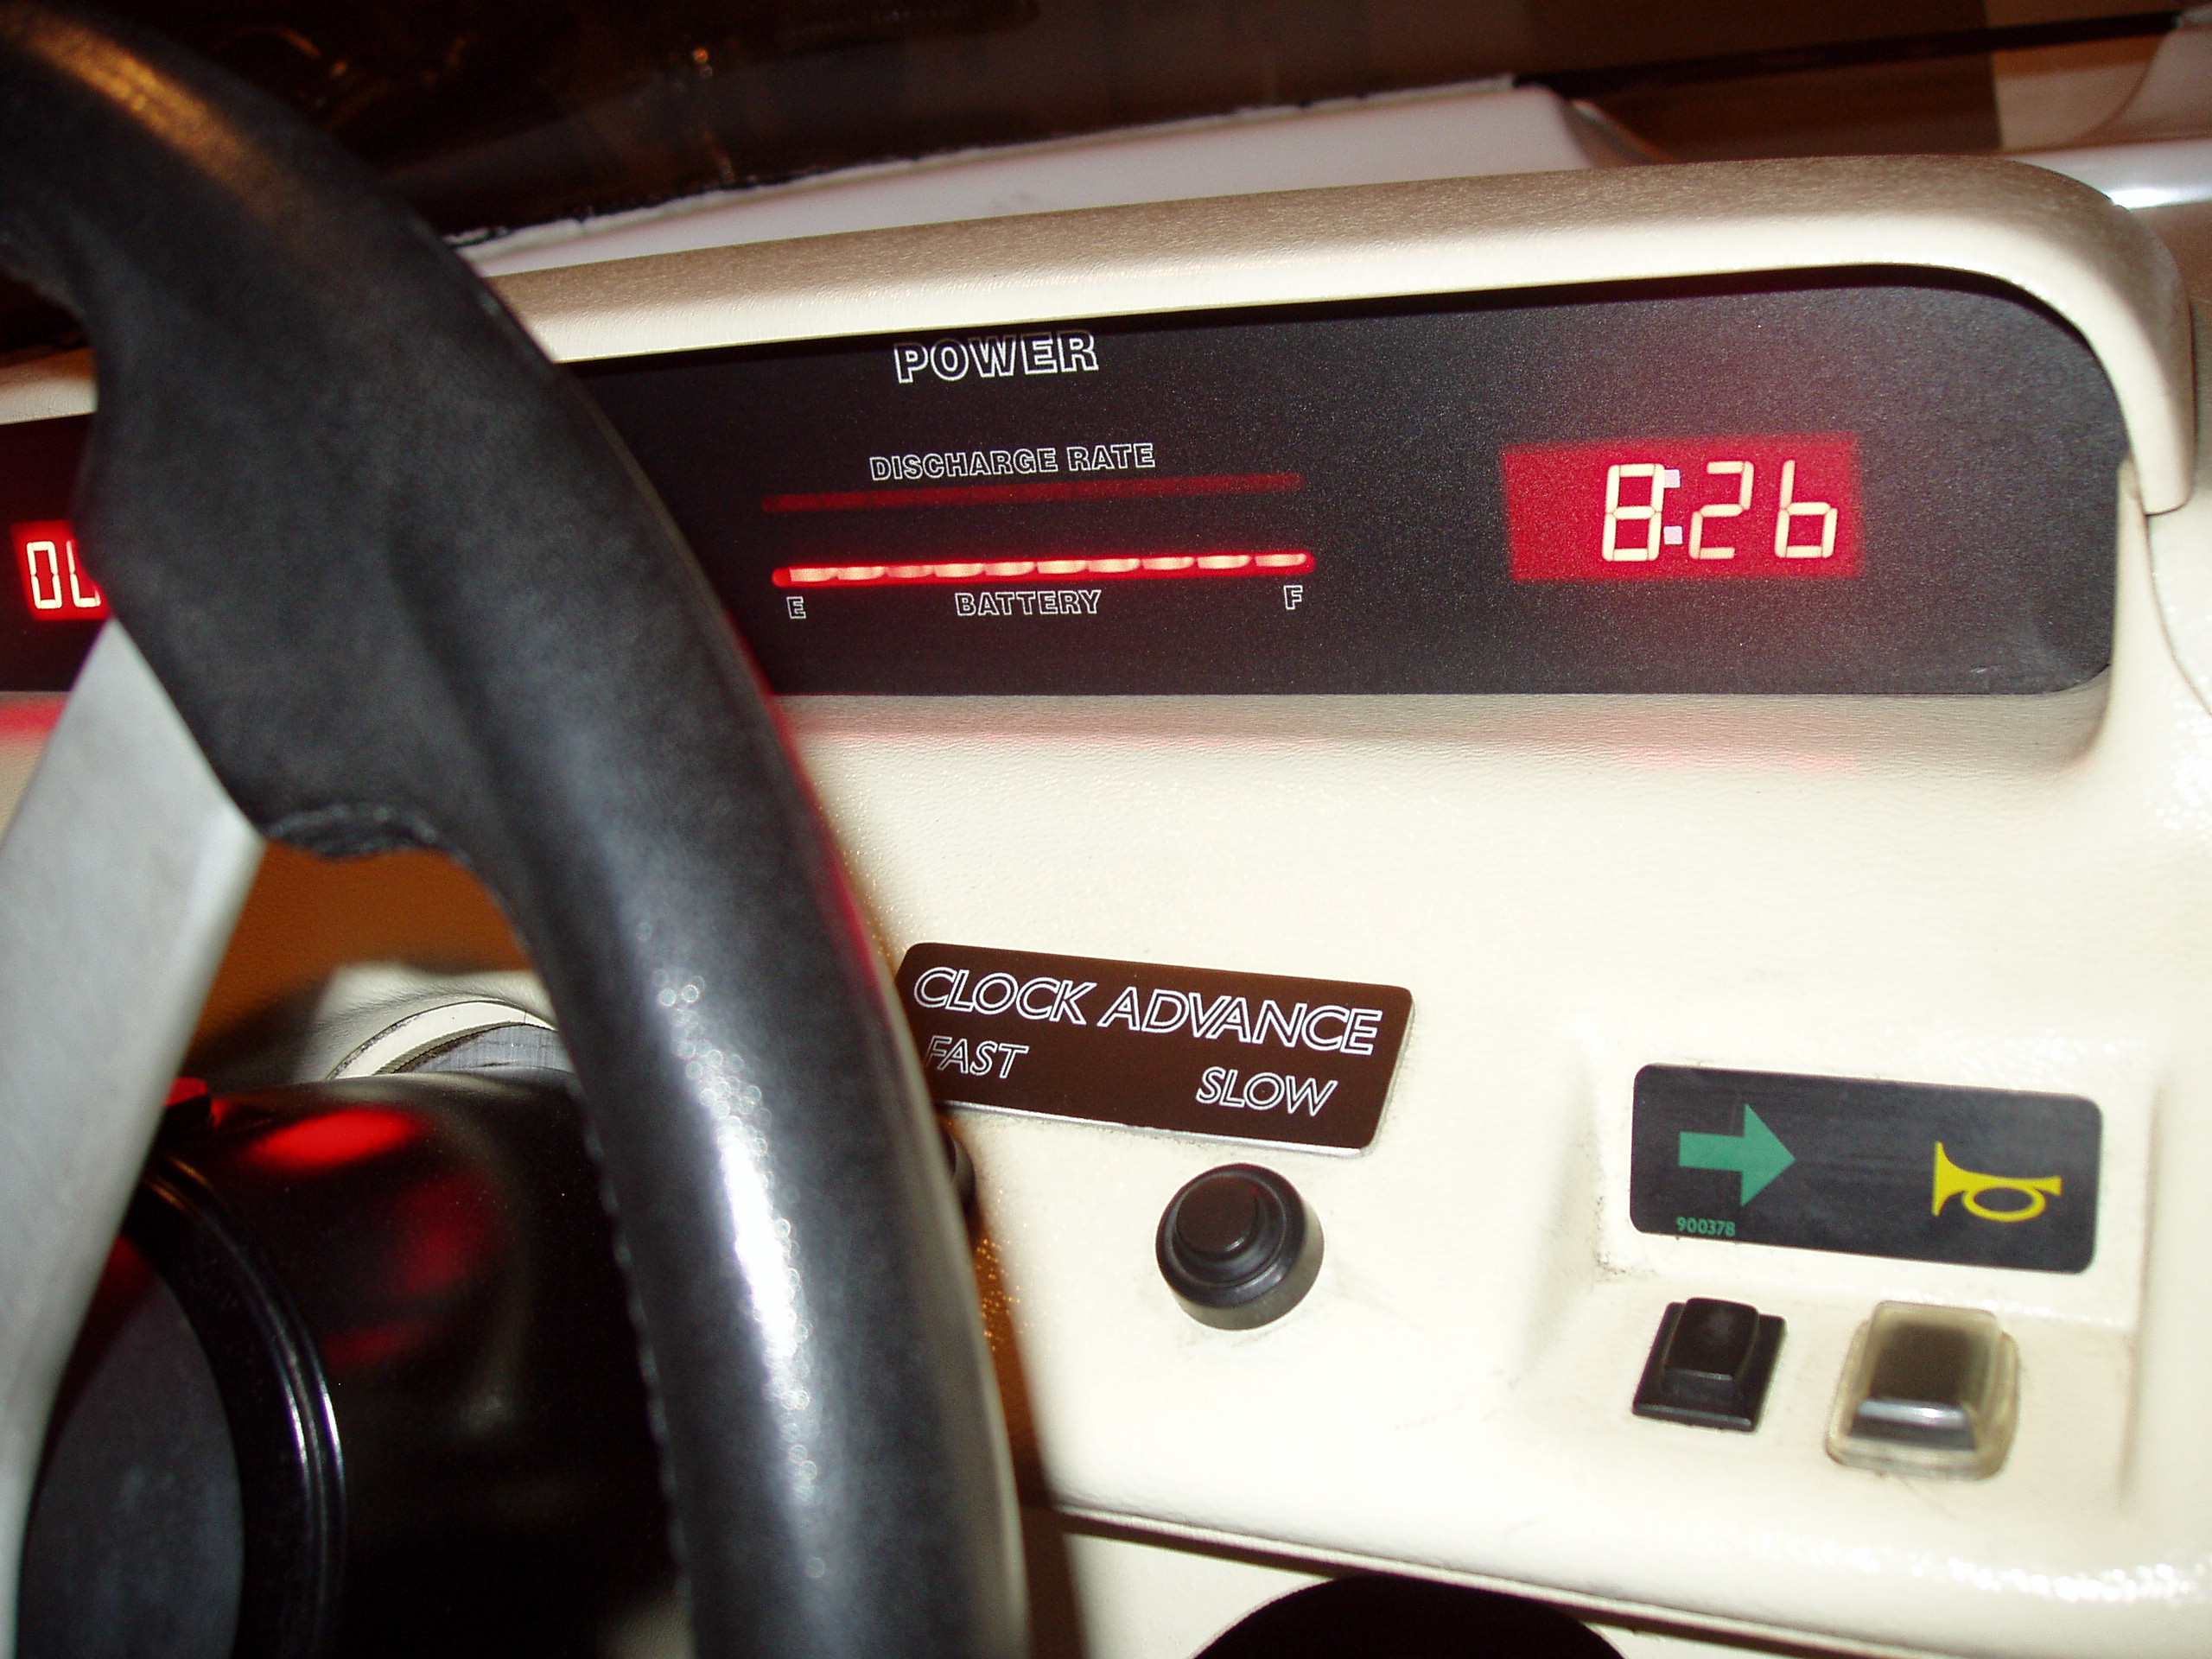 POWER
DISCHARGE RATE
8:26
E BATTERY F
CLOCK ADVANCE
FAST SLOW
900378